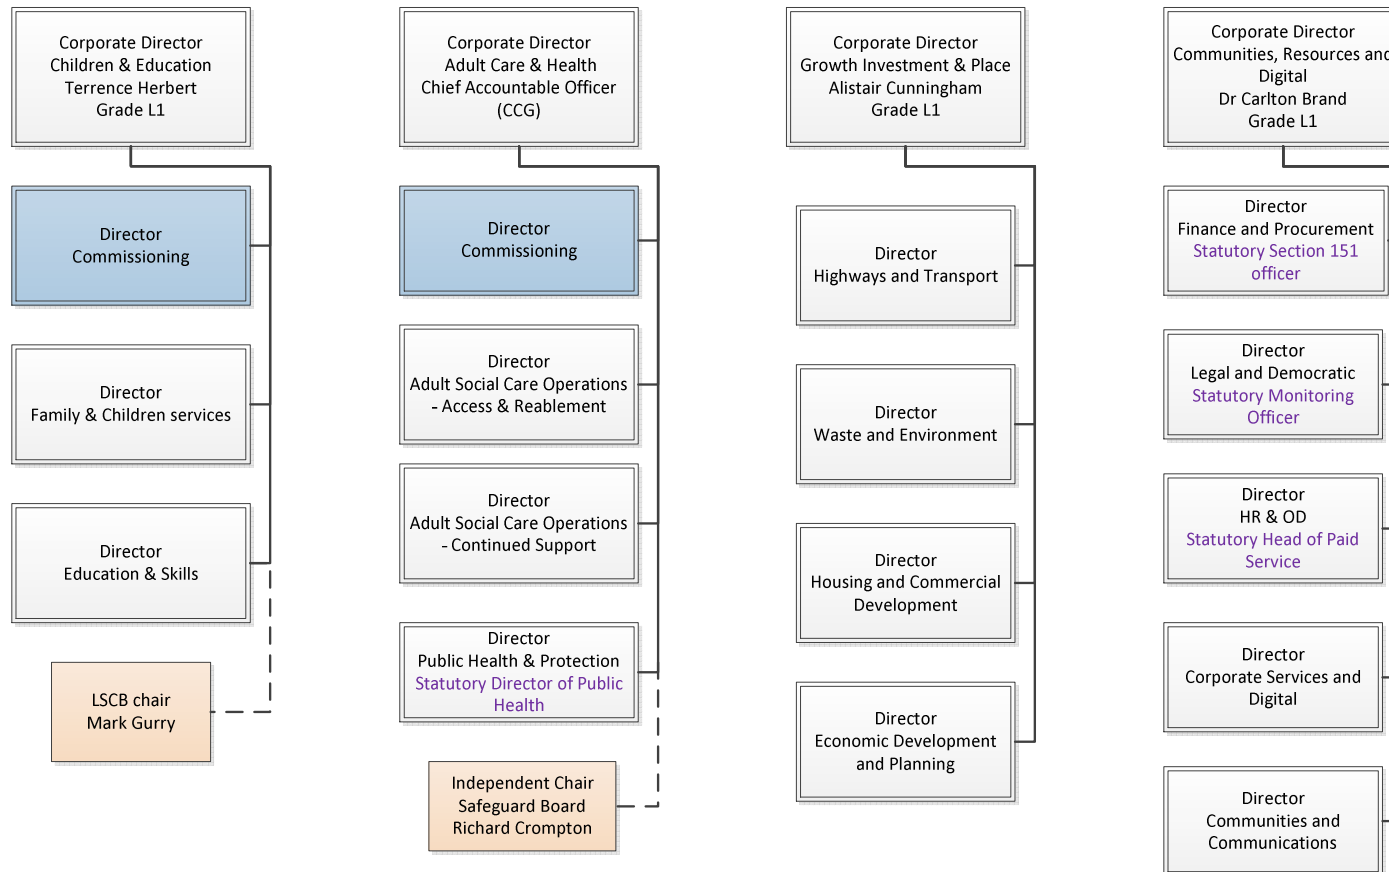 Corporate Director
Children & Education
Terrence Herbert
Grade L1
Director
Commissioning
Director
Family & Children services
Director
Education & Skills
LSCB chair
Mark Gurry
Corporate Director
Adult Care & Health
Chief Accountable Officer
(CCG)
Director
Commissioning
Director
Adult Social Care Operations
- Access & Reablement
Director
Adult Social Care Operations
- Continued Support
Director
Public Health & Protection
Statutory Director of Public
Health
Independent Chair
Safeguard Board
Richard Crompton
Corporate Director
Growth Investment & Place
Alistair Cunningham
Grade L1
Director
Highways and Transport
Director
Waste and Environment
Director
Housing and Commercial
Development
Director
Economic Development
and Planning
Corporate Director
Communities, Resources and
Digital
Dr Carlton Brand
Grade L1
Director
Finance and Procurement
Statutory Section 151
officer
Director
Legal and Democratic
Statutory Monitoring
Officer
Director
HR & OD
Statutory Head of Paid
Service
Director
Corporate Services and
Digital
Director
Communities and
Communications